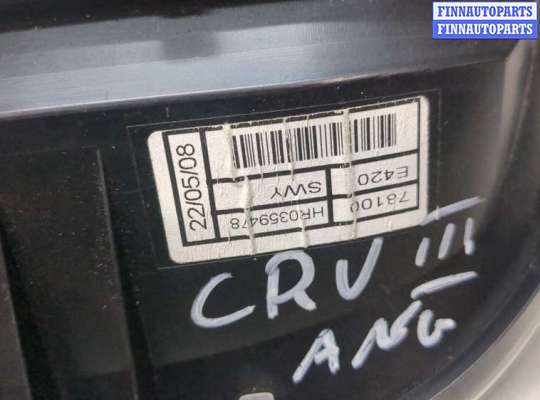 FINNAUTOPARTS
FINNAUTOPARTS
22/05/08
SWY
E420
HR0359478
78100
CRV III
ANG